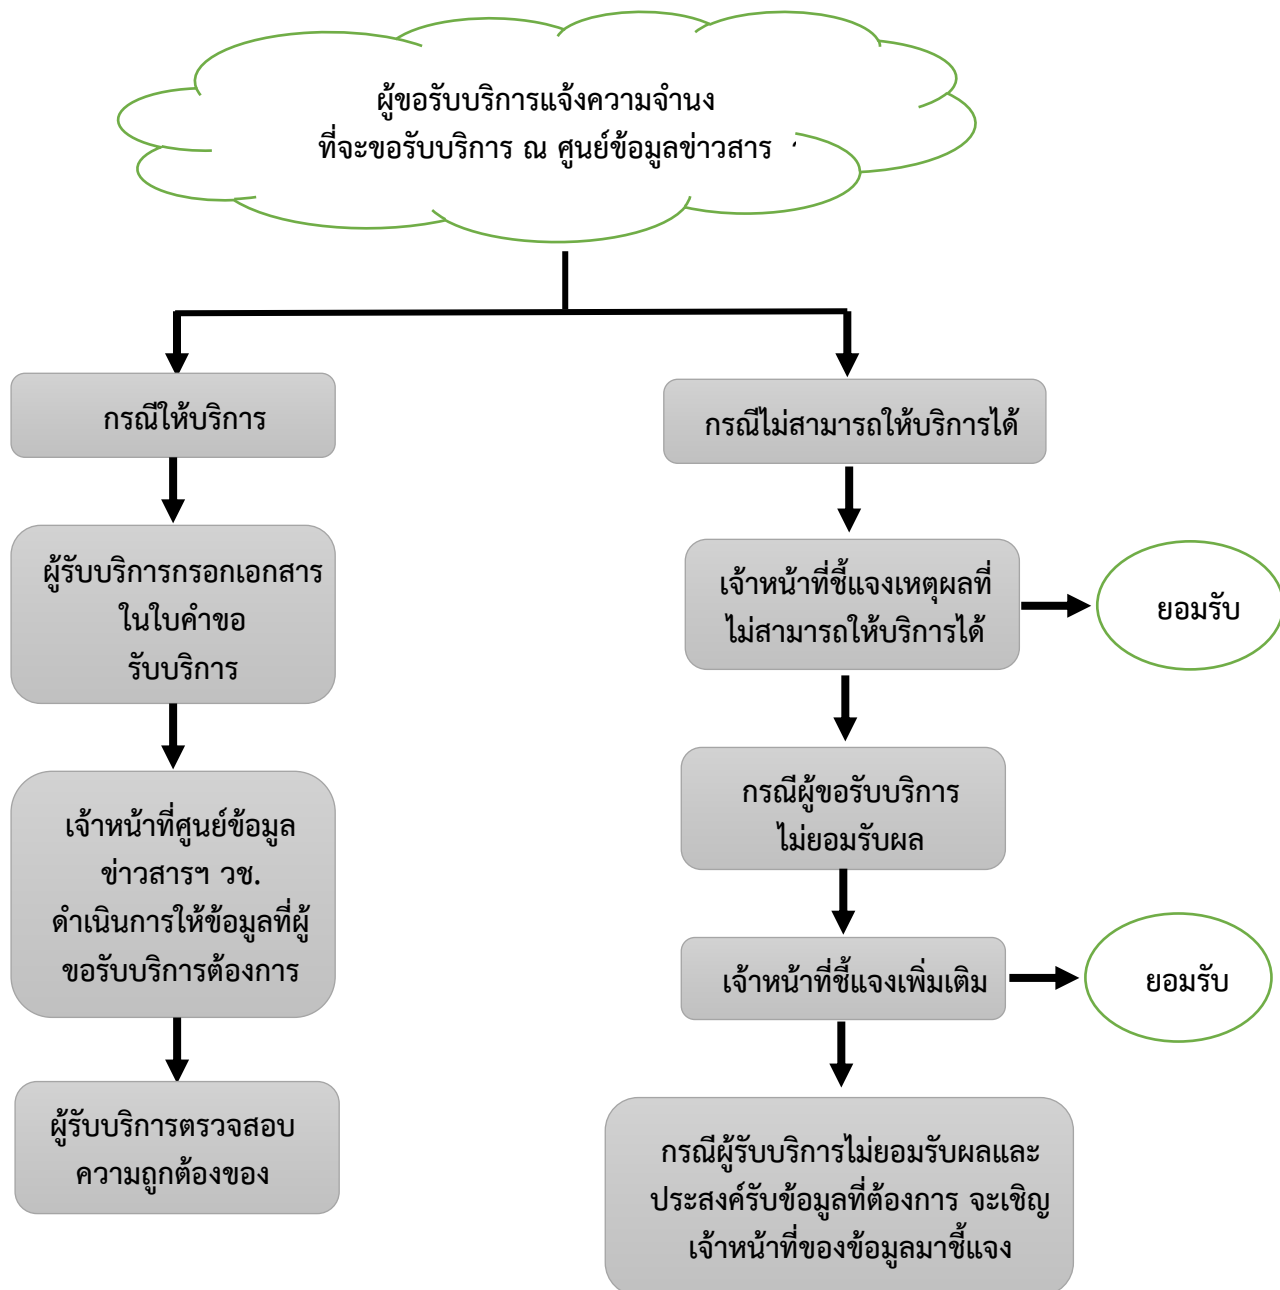 ผู้ขอรับบริการแจ้งความจำนง
ที่จะขอรับบริการ ณ ศูนย์ข้อมูลข่าวสาร
กรณีให้บริการ
ผู้รับบริการกรอกเอกสาร
ในใบคำขอ
รับบริการ
เจ้าหน้าที่ศูนย์ข้อมูล
ข่าวสารฯ วช.
ดำเนินการให้ข้อมูลที่ผู้
ขอรับบริการต้องการ
ผู้รับบริการตรวจสอบ
ความถูกต้องของ
กรณีไม่สามารถให้บริการได้
เจ้าหน้าที่ชี้แจงเหตุผลที่
ไม่สามารถให้บริการได้
ยอมรับ
กรณีผู้ขอรับบริการ
ไม่ยอมรับผล
เจ้าหน้าที่ชี้แจงเพิ่มเติม
ยอมรับ
กรณีผู้รับบริการไม่ยอมรับผลและ
ประสงค์รับข้อมูลที่ต้องการ จะเชิญ
เจ้าหน้าที่ของข้อมูลมาชี้แจง